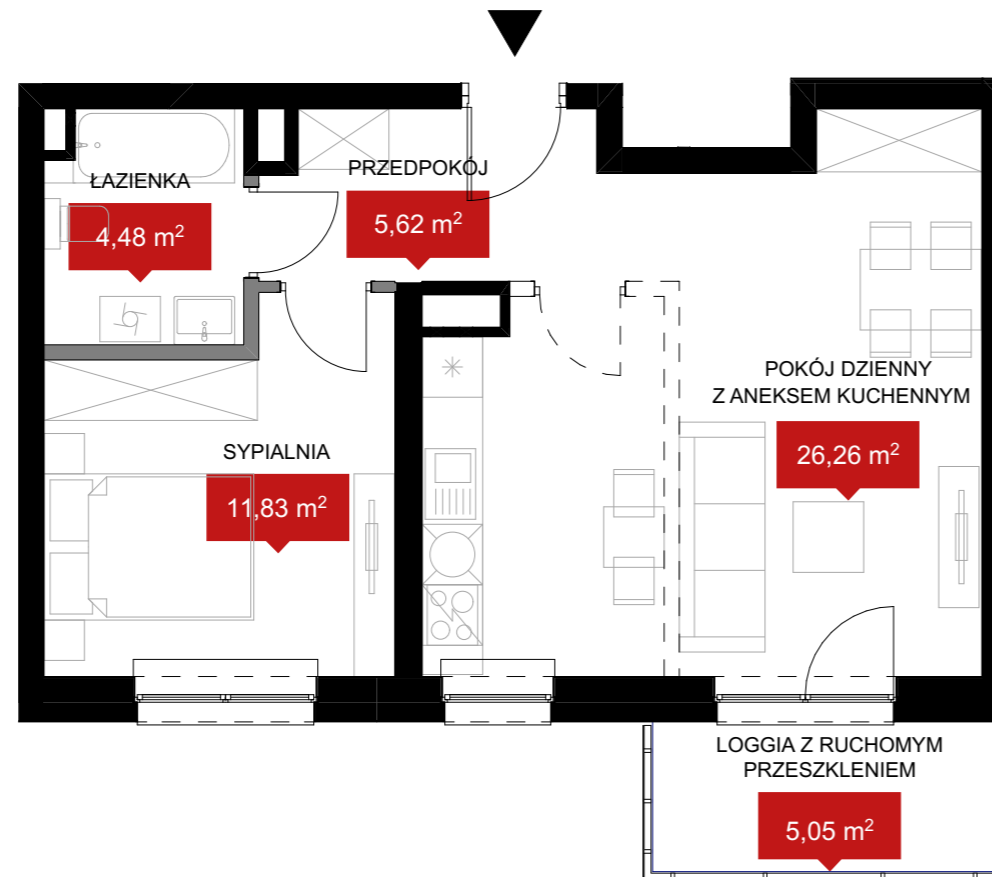 ŁAZIENKA
4,48 m²
PRZEDPOKÓJ
5,62 m²
POKÓJ DZIENNY
Z ANEKSEM KUCHENNYM
26,26 m²
SYPIALNIA
11,83 m²
LOGGIA Z RUCHOMYM
PRZESZKLENIEM
5,05 m²